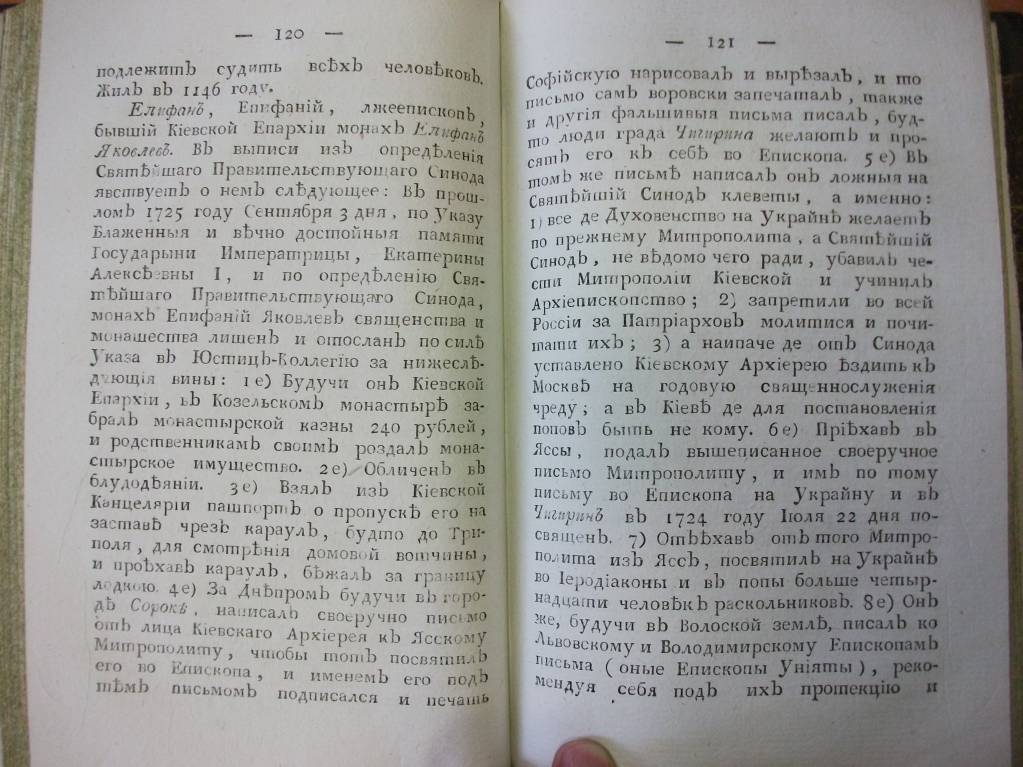 — 120 —
подлежитъ судить всѣхъ человѣковъ.
Жилъ въ 1146 году.
Епифанъ, Епифаній, лжеепископъ,
бывшій Кіевской Епархіи монахъ Епифанъ
Яковлевъ. Въ выписи изъ опредѣленія
Святѣйшаго Правительствующаго Синода
явствуетъ о немъ слѣдующее: Въ прош-
ломъ 1725 году Сентября 3 дня, по Указу
Блаженныя и вѣчно достойныя памяти
Государыни Императрицы, Екатерины
Алексѣевны I, и по опредѣленію Свя-
тѣйшаго Правительствующаго Синода,
монахъ Епифаній Яковлевъ священства и
монашества лишенъ и отосланъ по силѣ
Указа въ Юстицъ-Коллегію за нижеслѣ-
дующія вины: 1е) Будучи онъ Кіевской
Епархіи, въ Козельскомъ монастырѣ за-
бралъ монастырской казны 240 рублей,
и родственникамъ своимъ роздалъ мона-
стырское имущество. 2е) Обличенъ въ
блудодѣяніи. 3е) Взялъ изъ Кіевской
Канцеляріи пашпортъ о пропускѣ его на
заставѣ чрезъ караулъ, будто до Три-
поля, для смотрѣнія домовой вотчины,
и проѣхавъ караулъ, бѣжалъ за границу
лодкою. 4е) За Днѣпромъ будучи въ горо-
дѣ Сорокѣ, написалъ своеручно письмо
отъ лица Кіевскаго Архіерея къ Ясскому
Митрополиту, чтобы тотъ посвятилъ
его во Епископа, и именемъ его подъ
тѣмъ письмомъ подписался и печать
— 121 —
Софійскую нарисовалъ и вырѣзалъ, и то
письмо самъ воровски запечаталъ, также
и другія фальшивыя письма писалъ, буд-
то люди града Чигирина желаютъ и про-
сятъ его къ себѣ во Епископа. 5е) Въ
томъ же письмѣ написалъ онъ ложныя на
Святѣйшій Синодъ клеветы, а именно:
1) все де Духовенство на Украйнѣ желаетъ
по прежнему Митрополита, а Святѣйшій
Синодъ, не вѣдомо чего ради, убавилъ че-
сти Митрополіи Кіевской и учинилъ
Архіепископство; 2) запретили во всей
Россіи за Патріарховъ молитися и почи-
тати ихъ; 3) а наипаче де отъ Синода
уставлено Кіевскому Архіерею ѣздить къ
Москвѣ на годовую священнослуженія
чреду; а въ Кіевѣ де для постановленія
поповъ быть не кому. 6е) Пріѣхавъ въ
Яссы, подалъ вышеписанное своеручное
письмо Митрополиту, и имъ по тому
письму во Епископа на Украйну и въ
Чигиринъ въ 1724 году Іюля 22 дня по-
священъ. 7) Отъѣхавъ отъ того Митро-
полита изъ Яссъ, посвятилъ на Украйнѣ
во Іеродіаконы и въ попы больше четыр-
надцати человѣкъ раскольниковъ. 8е) Онъ
же, будучи въ Волоской землѣ, писалъ ко
Львовскому и Володимирскому Епископамъ
письма (оные Епископы Уніяты), реко-
мендуя себя подъ ихъ протекцію и